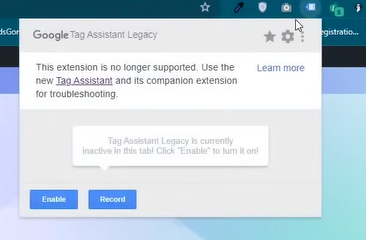 dsGor
egistratio...
Google Tag Assistant Legacy
This extension is no longer supported. Use the
new Tag Assistant and its companion extension
for troubleshooting.
Learn more
Tag Assistant Legacy is currently
inactive in this tab! Click "Enable" to turn it on!
Enable
Record